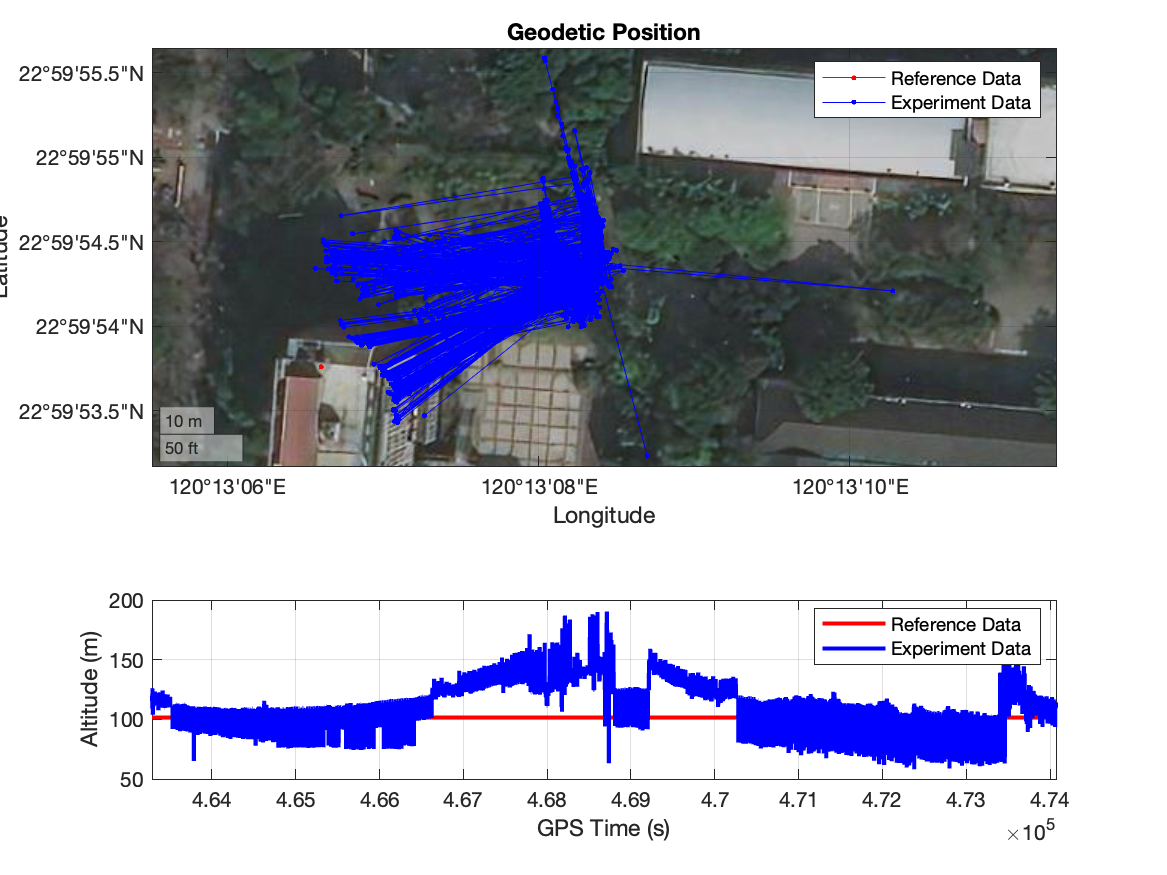 Geodetic Position
22°59'55.5"N
22°59'55"N
22°59'54.5"N
22°59'54"N
22°59'53.5"N
Latitude
Reference Data
Experiment Data
10 m
50 ft
120°13'06"E
120°13'08"E
120°13'10"E
Longitude
200
150
100
50
Altitude (m)
Reference Data
Experiment Data
4.64
4.65
4.66
4.67
4.68
4.69
4.7
4.71
4.72
4.73
4.74
GPS Time (s)
×10⁵